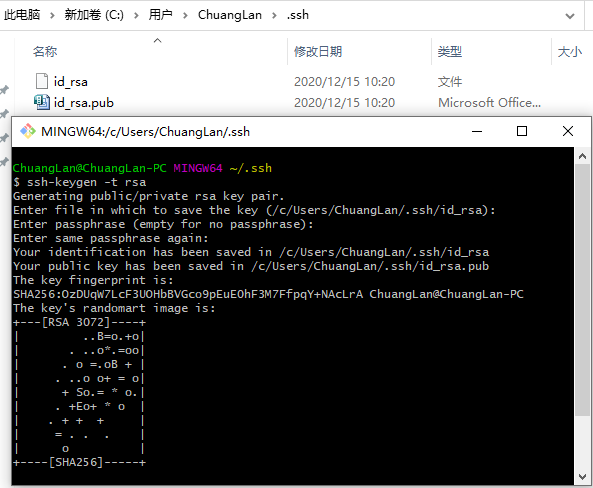 此电脑 > 新加卷 (C:) > 用户 > ChuangLan > .ssh
名称 修改日期 类型 大小
id_rsa 2020/12/15 10:20 文件
id_rsa.pub 2020/12/15 10:20 Microsoft Office...
MINGW64:/c/Users/ChuangLan/.ssh
ChuangLan@ChuangLan-PC MINGW64 ~/.ssh
$ ssh-keygen -t rsa
Generating public/private rsa key pair.
Enter file in which to save the key (/c/Users/ChuangLan/.ssh/id_rsa):
Enter passphrase (empty for no passphrase):
Enter same passphrase again:
Your identification has been saved in /c/Users/ChuangLan/.ssh/id_rsa
Your public key has been saved in /c/Users/ChuangLan/.ssh/id_rsa.pub
The key fingerprint is:
SHA256:OzDUqW7LcF3UOHbBVGco9pEuE0hF3M7FfpqY+NAcLrA ChuangLan@ChuangLan-PC
The key's randomart image is:
+---[RSA 3072]----+
|         ..B=o.+o|
|       . ..o*.=oo|
|      . o =.oB + |
|     . ..o o+ = o|
|      + So.= * o.|
|     . +Eo+ * o  |
|    . + +  +     |
|     = . .  .    |
|      o          |
+----[SHA256]-----+